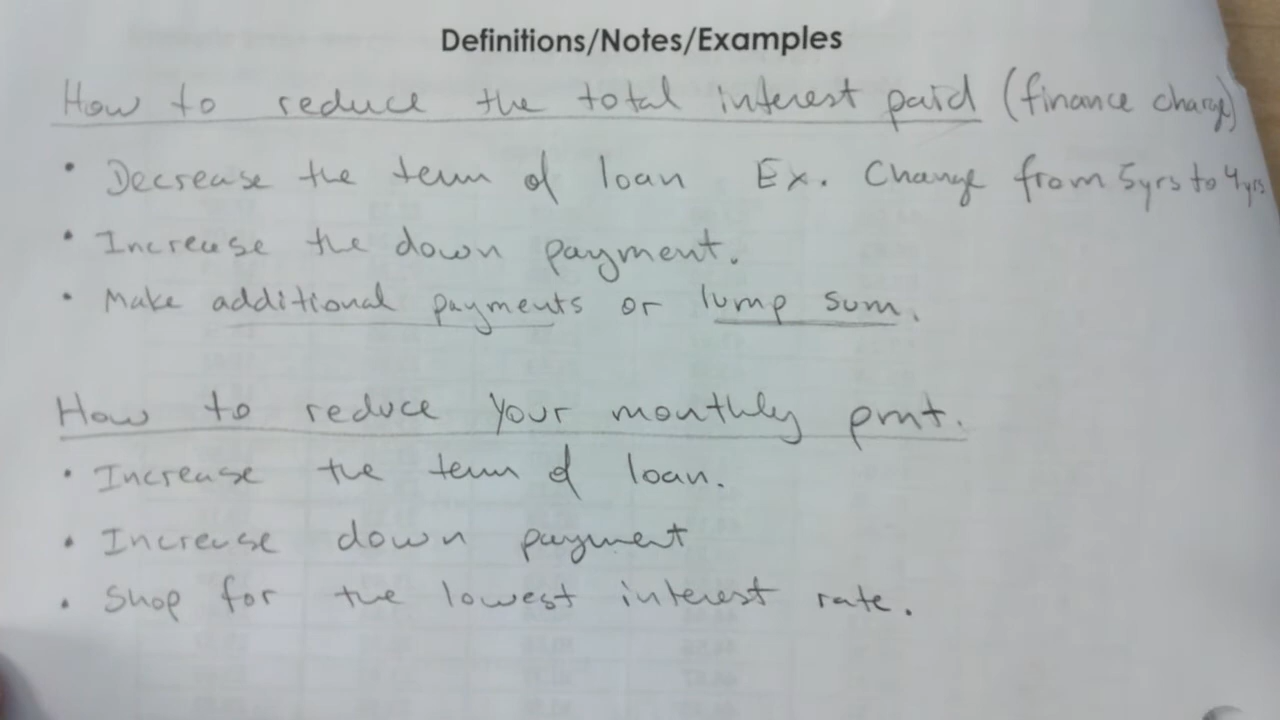 Definitions/Notes/Examples
How to reduce the total interest paid (finance charge)
• Decrease the term of loan Ex. Change from 5yrs to 4yrs
• Increase the down payment.
• Make additional payments or lump sum.
How to reduce your monthly pmt.
• Increase the term of loan.
• Increase down payment
• Shop for the lowest interest rate.